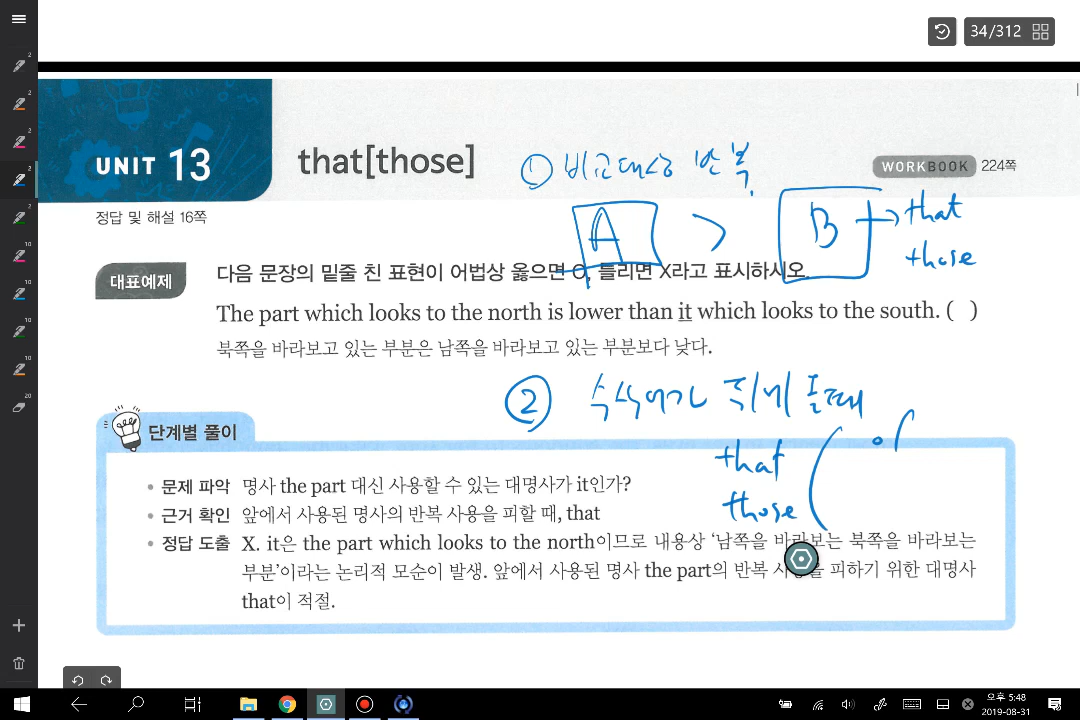 34/312
UNIT 13
that[those]
① 비교대상 반복
WORKBOOK 224쪽
정답 및 해설 16쪽
A > B → that
those
대표예제
다음 문장의 밑줄 친 표현이 어법상 옳으면 O, 틀리면 X라고 표시하시오.
The part which looks to the north is lower than it which looks to the south. ( )
북쪽을 바라보고 있는 부분은 남쪽을 바라보고 있는 부분보다 낮다.
② 수식어가 뒤에 올 때
that ( of
those
단계별 풀이
• 문제 파악 명사 the part 대신 사용할 수 있는 대명사가 it인가?
• 근거 확인 앞에서 사용된 명사의 반복 사용을 피할 때, that
• 정답 도출 X. it은 the part which looks to the north이므로 내용상 '남쪽을 바라보는 북쪽을 바라보는
부분'이라는 논리적 모순이 발생. 앞에서 사용된 명사 the part의 반복 사용을 피하기 위한 대명사
that이 적절.
오후 5:48
2019-08-31